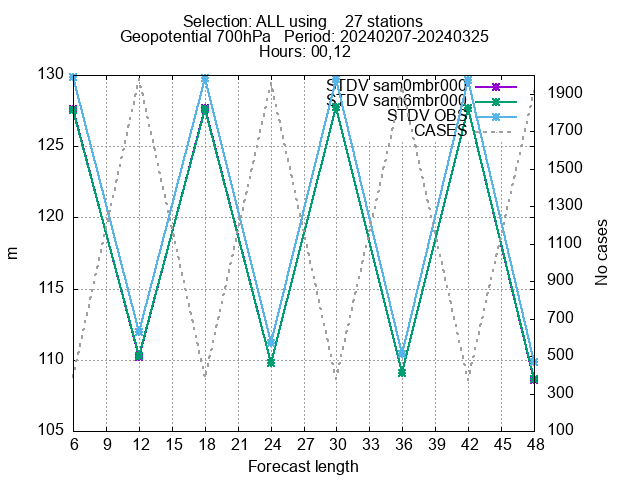 Selection: ALL using 27 stations
Geopotential 700hPa Period: 20240207-20240325
Hours: 00,12
STDV sam0mbr000
STDV sam6mbr000
STDV OBS
CASES
m
130
125
120
115
110
105
1900
1700
1500
1300
1100
900
700
500
300
100
No cases
6 9 12 15 18 21 24 27 30 33 36 39 42 45 48
Forecast length